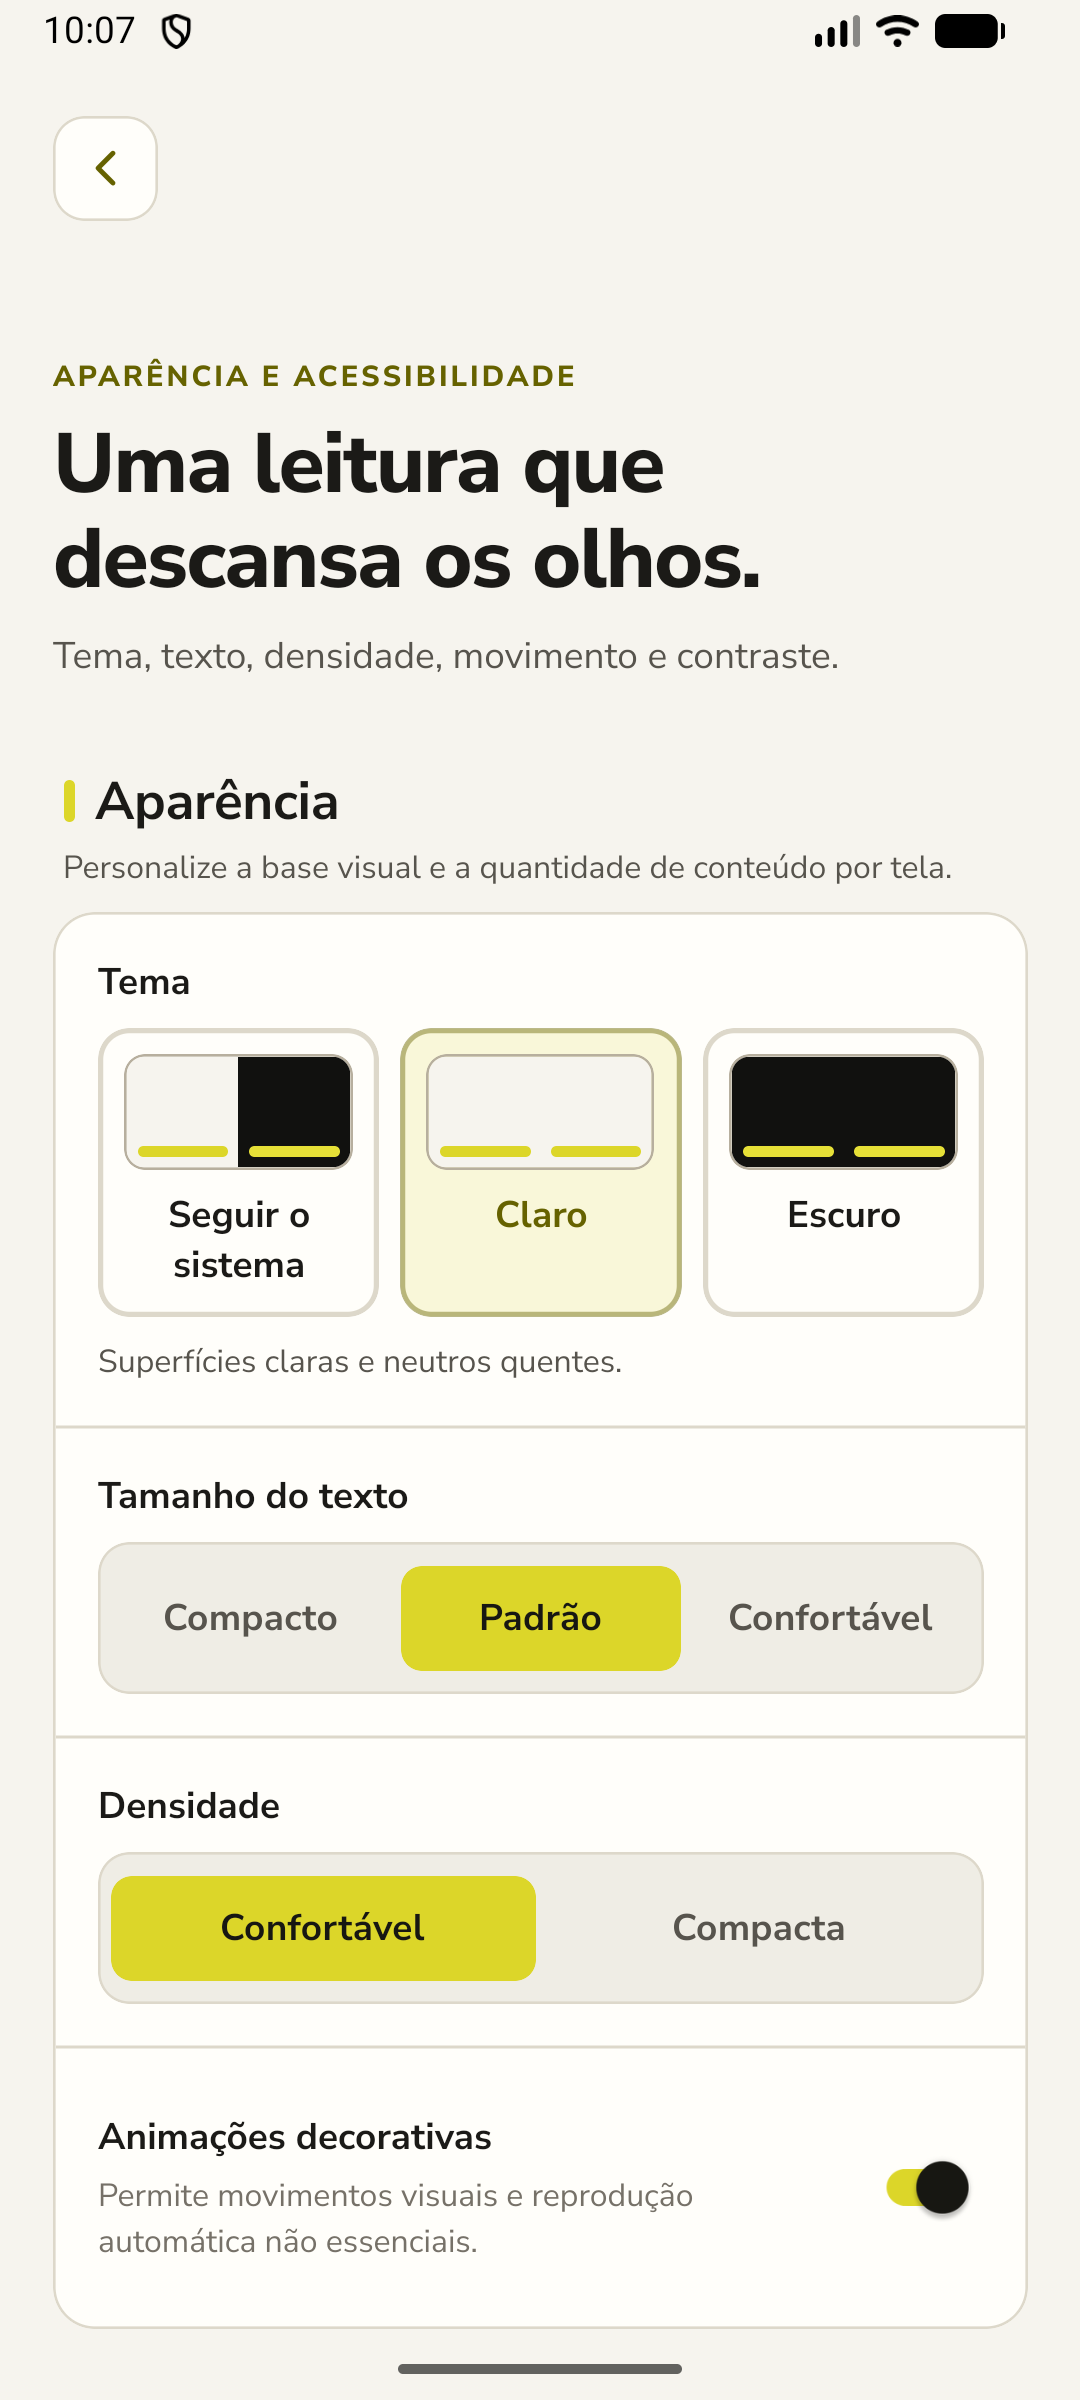 10:07
APARÊNCIA E ACESSIBILIDADE
Uma leitura que
descansa os olhos.
Tema, texto, densidade, movimento e contraste.
Aparência
Personalize a base visual e a quantidade de conteúdo por tela.
Tema
Seguir o
sistema
Claro
Escuro
Superfícies claras e neutros quentes.
Tamanho do texto
Compacto
Padrão
Confortável
Densidade
Confortável
Compacta
Animações decorativas
Permite movimentos visuais e reprodução
automática não essenciais.